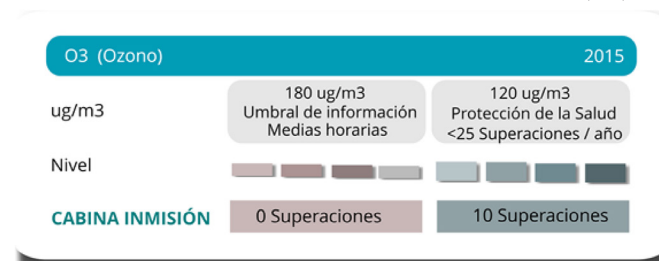 O3 (Ozono) 2015
ug/m3
180 ug/m3
Umbral de información
Medias horarias
120 ug/m3
Protección de la Salud
<25 Superaciones / año
Nivel
CABINA INMISIÓN 0 Superaciones 10 Superaciones